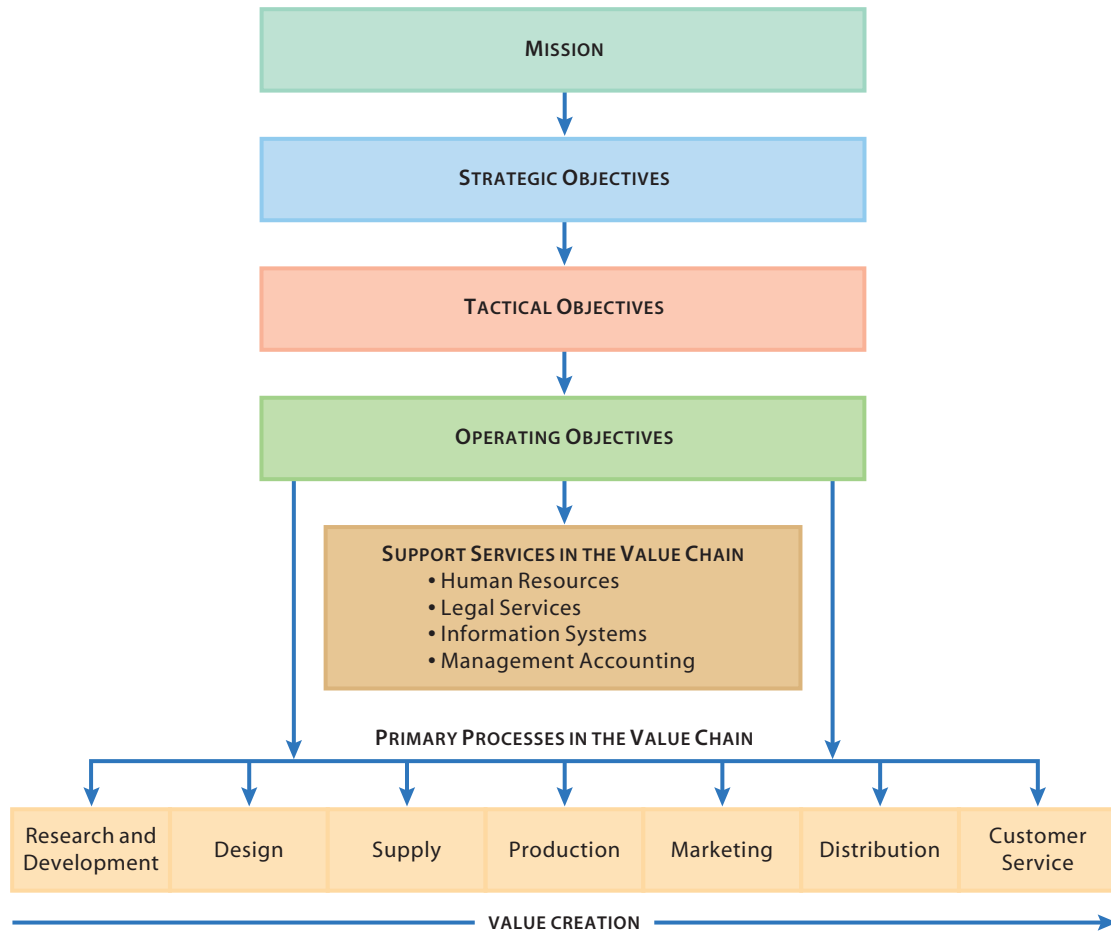 MISSION
STRATEGIC OBJECTIVES
TACTICAL OBJECTIVES
OPERATING OBJECTIVES
SUPPORT SERVICES IN THE VALUE CHAIN
• Human Resources
• Legal Services
• Information Systems
• Management Accounting
PRIMARY PROCESSES IN THE VALUE CHAIN
Research and
Development
Design
Supply
Production
Marketing
Distribution
Customer
Service
VALUE CREATION